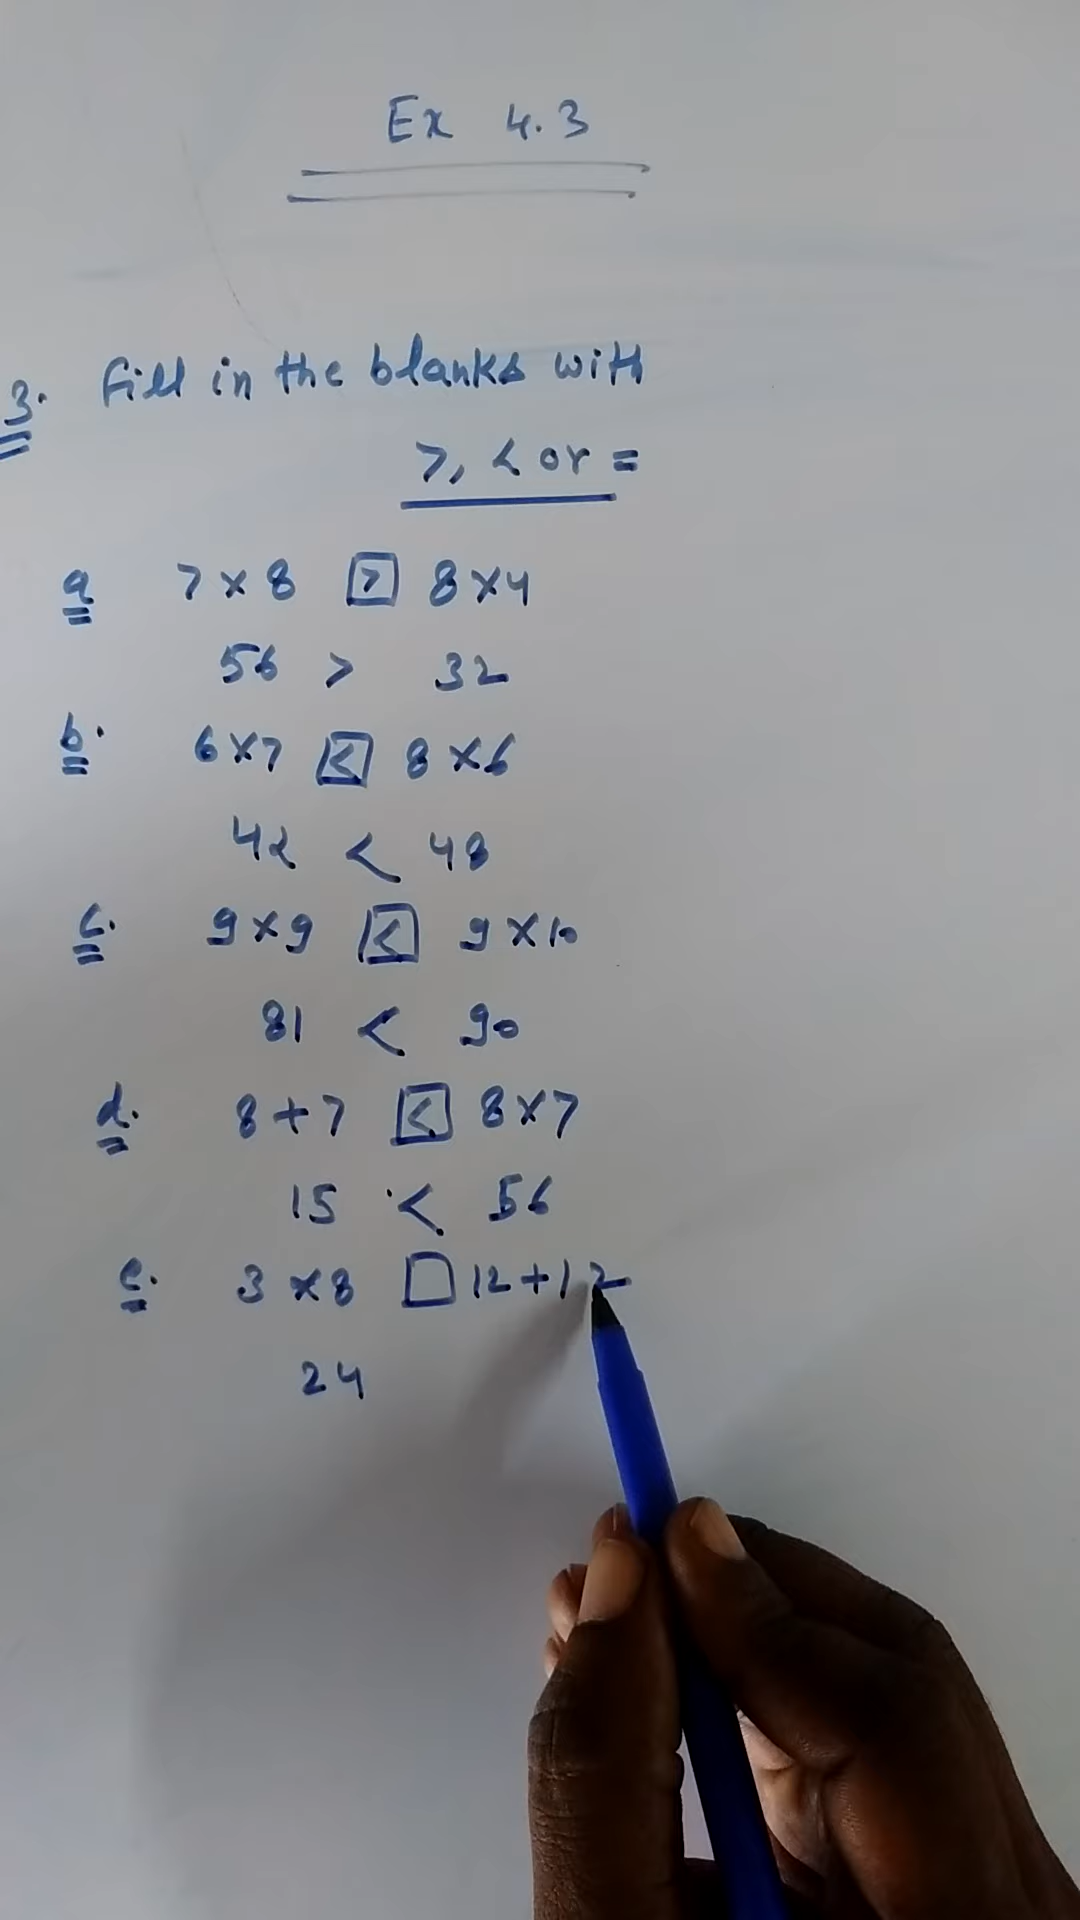 Ex 4.3
3. Fill in the blanks with
>, < or =
a 7 × 8 > 8 × 4
56 > 32
b. 6 × 7 < 8 × 6
42 < 48
c. 9 × 9 < 9 × 10
81 < 90
d. 8 + 7 < 8 × 7
15 < 56
e. 3 × 8 □ 12 + 12
24